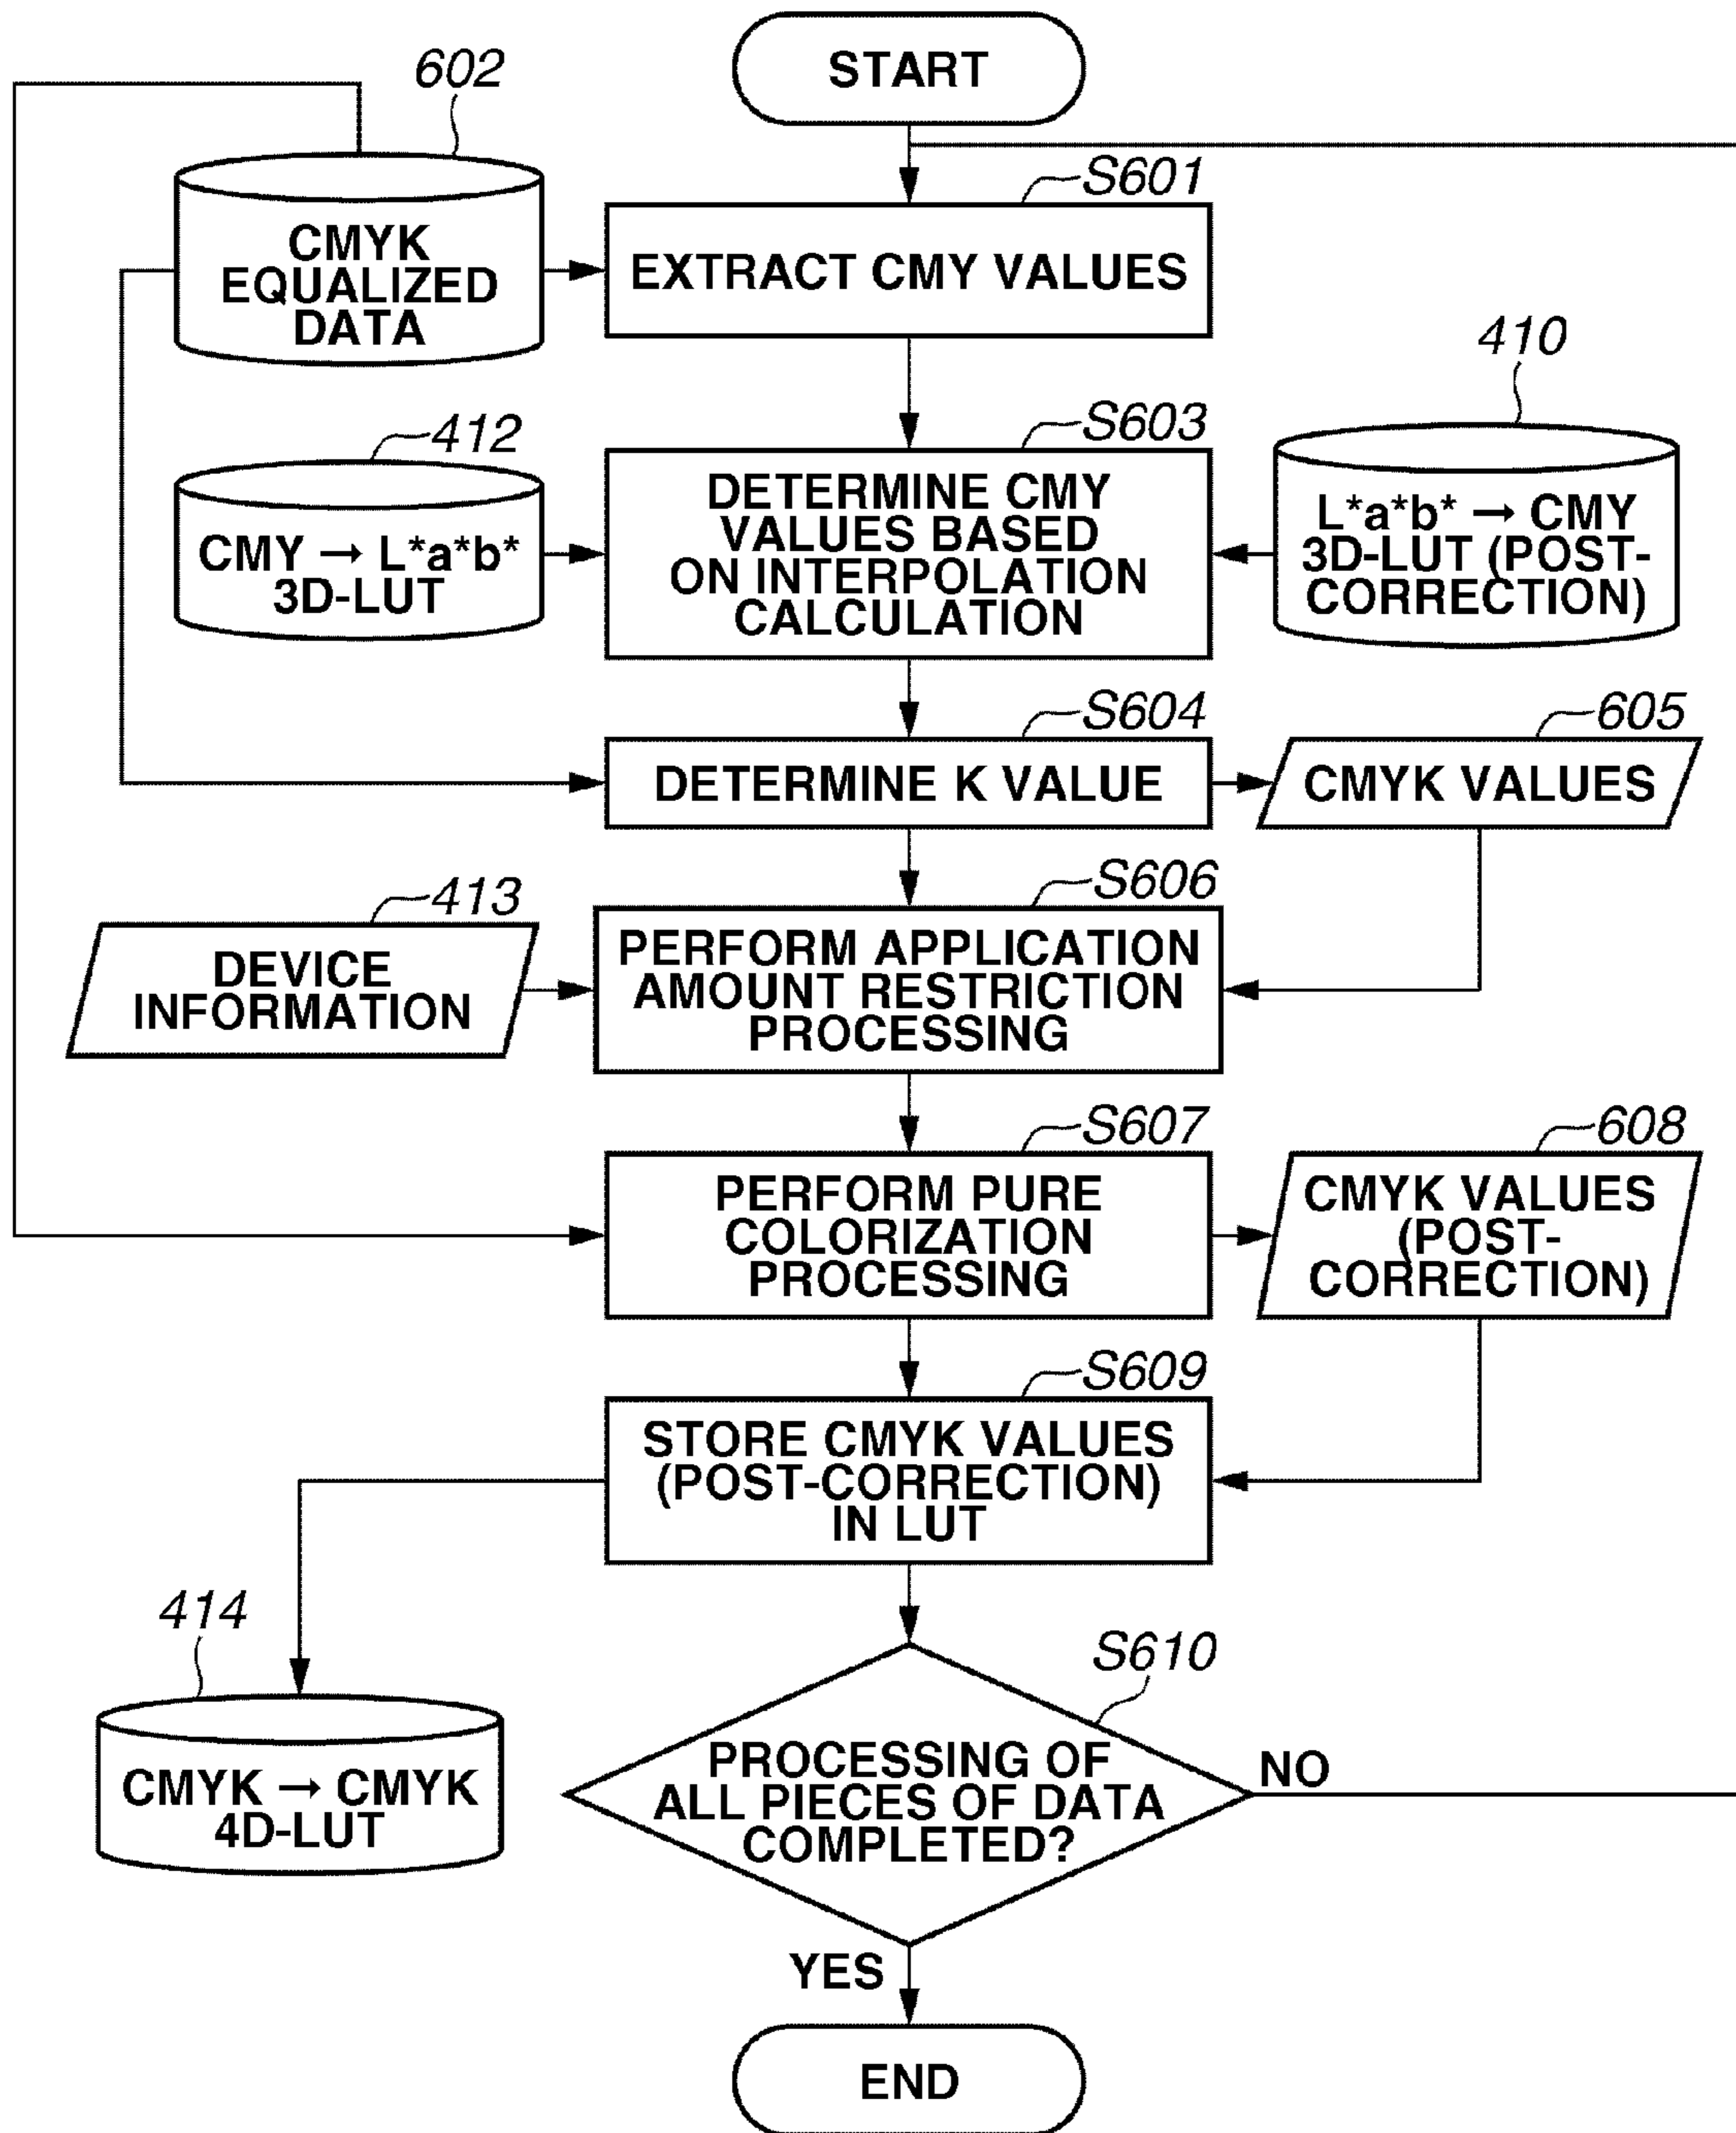 START
602
S601
CMYK
EQUALIZED
DATA
EXTRACT CMY VALUES
410
412
S603
CMY → L*a*b*
3D-LUT
DETERMINE CMY
VALUES BASED
ON INTERPOLATION
CALCULATION
L*a*b* → CMY
3D-LUT (POST-
CORRECTION)
S604
605
DETERMINE K VALUE
CMYK VALUES
413
S606
DEVICE
INFORMATION
PERFORM APPLICATION
AMOUNT RESTRICTION
PROCESSING
S607
608
PERFORM PURE
COLORIZATION
PROCESSING
CMYK VALUES
(POST-
CORRECTION)
S609
STORE CMYK VALUES
(POST-CORRECTION)
IN LUT
414
S610
CMYK → CMYK
4D-LUT
PROCESSING OF
ALL PIECES OF DATA
COMPLETED?
NO
YES
END